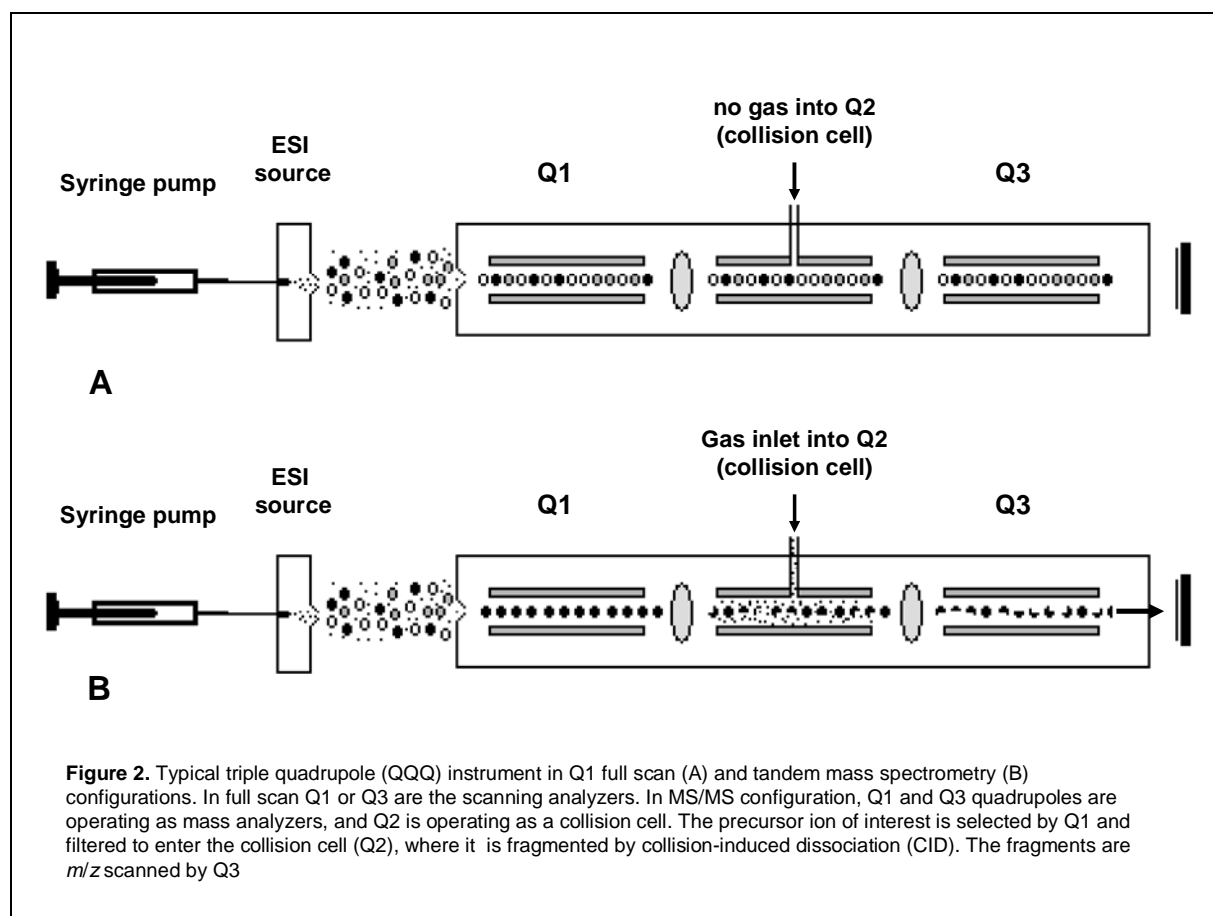 no gas into Q2
(collision cell)
ESI
source
Syringe pump
Q1
Q3
A
Gas inlet into Q2
(collision cell)
ESI
source
Syringe pump
Q1
Q3
B
Figure 2. Typical triple quadrupole (QQQ) instrument in Q1 full scan (A) and tandem mass spectrometry (B)
configurations. In full scan Q1 or Q3 are the scanning analyzers. In MS/MS configuration, Q1 and Q3 quadrupoles are
operating as mass analyzers, and Q2 is operating as a collision cell. The precursor ion of interest is selected by Q1 and
filtered to enter the collision cell (Q2), where it is fragmented by collision-induced dissociation (CID). The fragments are
m/z scanned by Q3